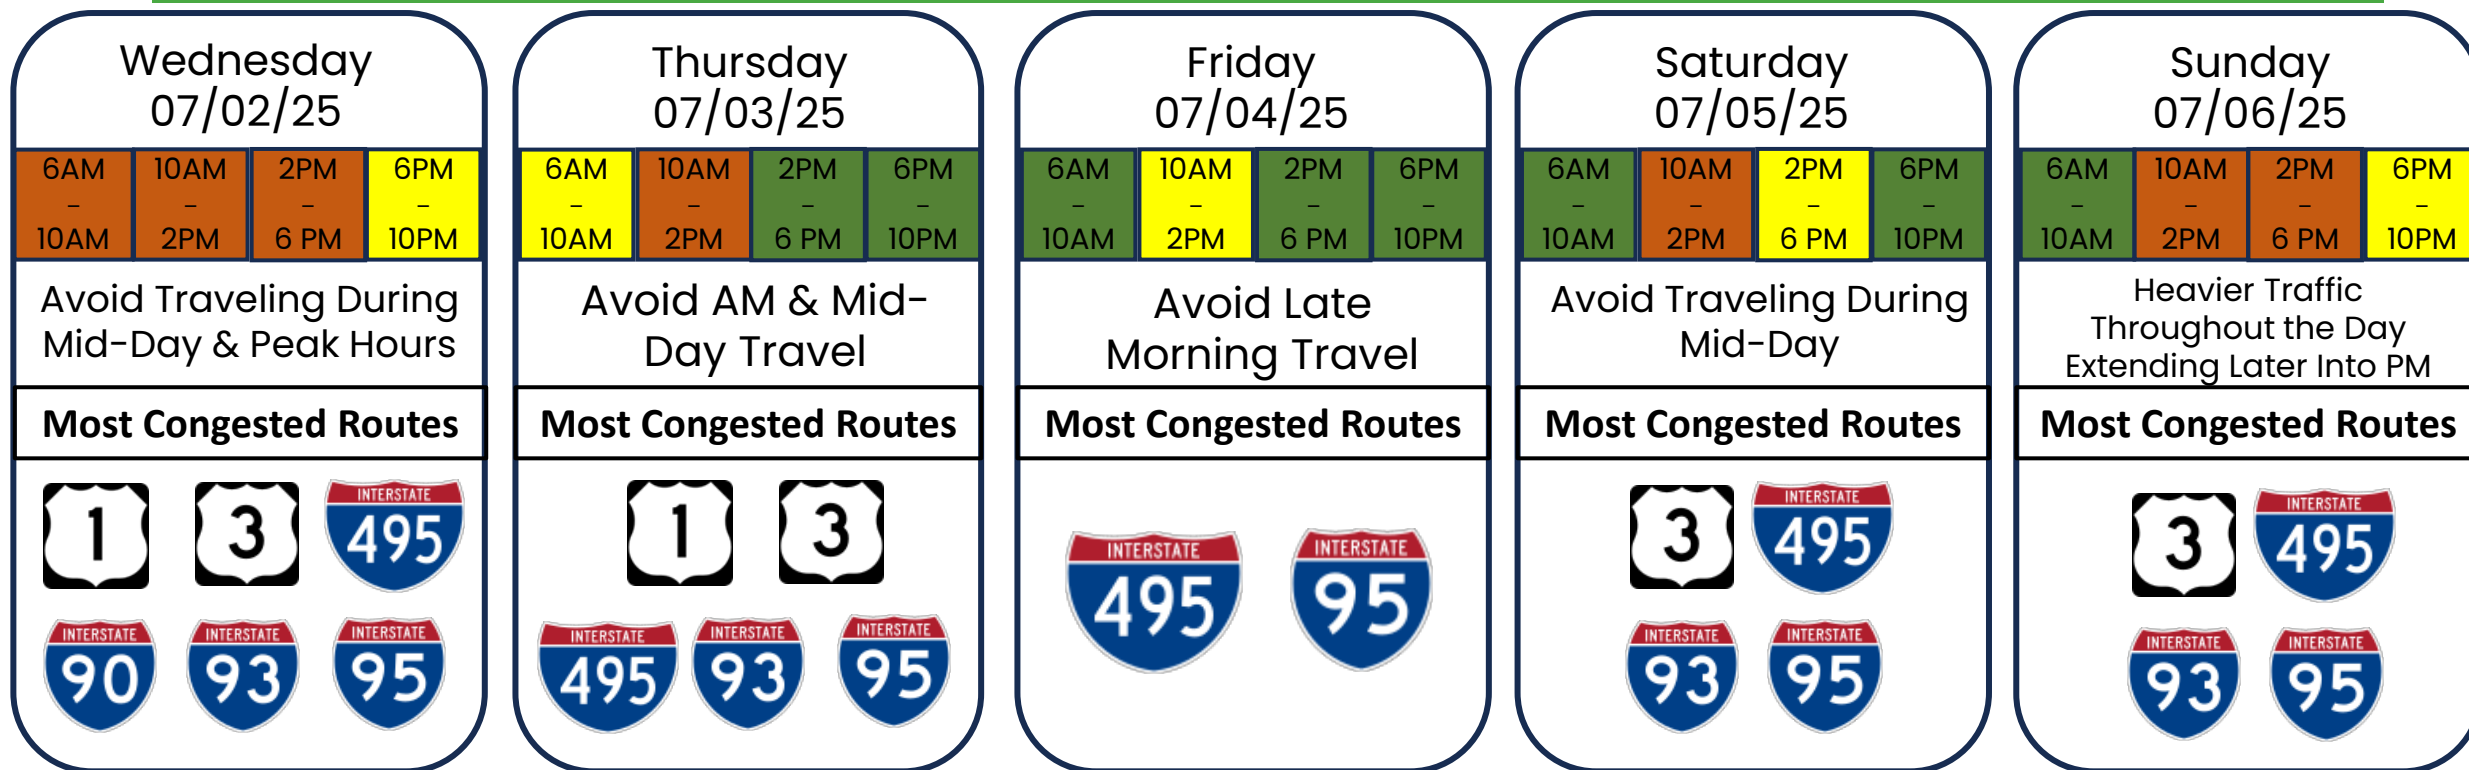 Wednesday
07/02/25
6AM
-
10AM
10AM
-
2PM
2PM
-
6 PM
6PM
-
10PM
Avoid Traveling During
Mid-Day & Peak Hours
Most Congested Routes
1
3
INTERSTATE
495
INTERSTATE
90
INTERSTATE
93
INTERSTATE
95
Thursday
07/03/25
6AM
-
10AM
10AM
-
2PM
2PM
-
6 PM
6PM
-
10PM
Avoid AM & Mid-
Day Travel
Most Congested Routes
1
3
INTERSTATE
495
INTERSTATE
93
INTERSTATE
95
Friday
07/04/25
6AM
-
10AM
10AM
-
2PM
2PM
-
6 PM
6PM
-
10PM
Avoid Late
Morning Travel
Most Congested Routes
INTERSTATE
495
INTERSTATE
95
Saturday
07/05/25
6AM
-
10AM
10AM
-
2PM
2PM
-
6 PM
6PM
-
10PM
Avoid Traveling During
Mid-Day
Most Congested Routes
3
INTERSTATE
495
INTERSTATE
93
INTERSTATE
95
Sunday
07/06/25
6AM
-
10AM
10AM
-
2PM
2PM
-
6 PM
6PM
-
10PM
Heavier Traffic
Throughout the Day
Extending Later Into PM
Most Congested Routes
3
INTERSTATE
495
INTERSTATE
93
INTERSTATE
95